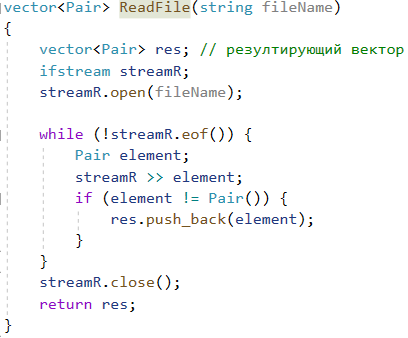 vector<Pair> ReadFile(string fileName)
{
    vector<Pair> res; // резултирующий вектор
    ifstream streamR;
    streamR.open(fileName);

    while (!streamR.eof()) {
        Pair element;
        streamR >> element;
        if (element != Pair()) {
            res.push_back(element);
        }
    }
    streamR.close();
    return res;
}